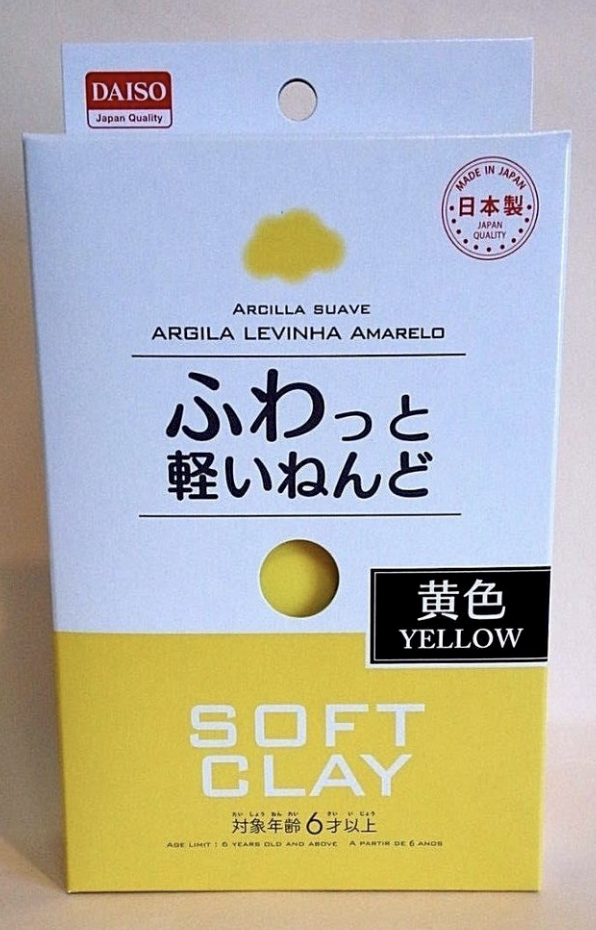 DAISO
Japan Quality
MADE IN JAPAN
日本製
JAPAN
QUALITY
Arcilla suave
ARGILA LEVINHA Amarelo
ふわっと
軽いねんど
黄色
YELLOW
SOFT
CLAY
たい しょう ねん れい さい い じょう
対象年齢 6才以上
Age limit : 6 years old and above A partir de 6 anos